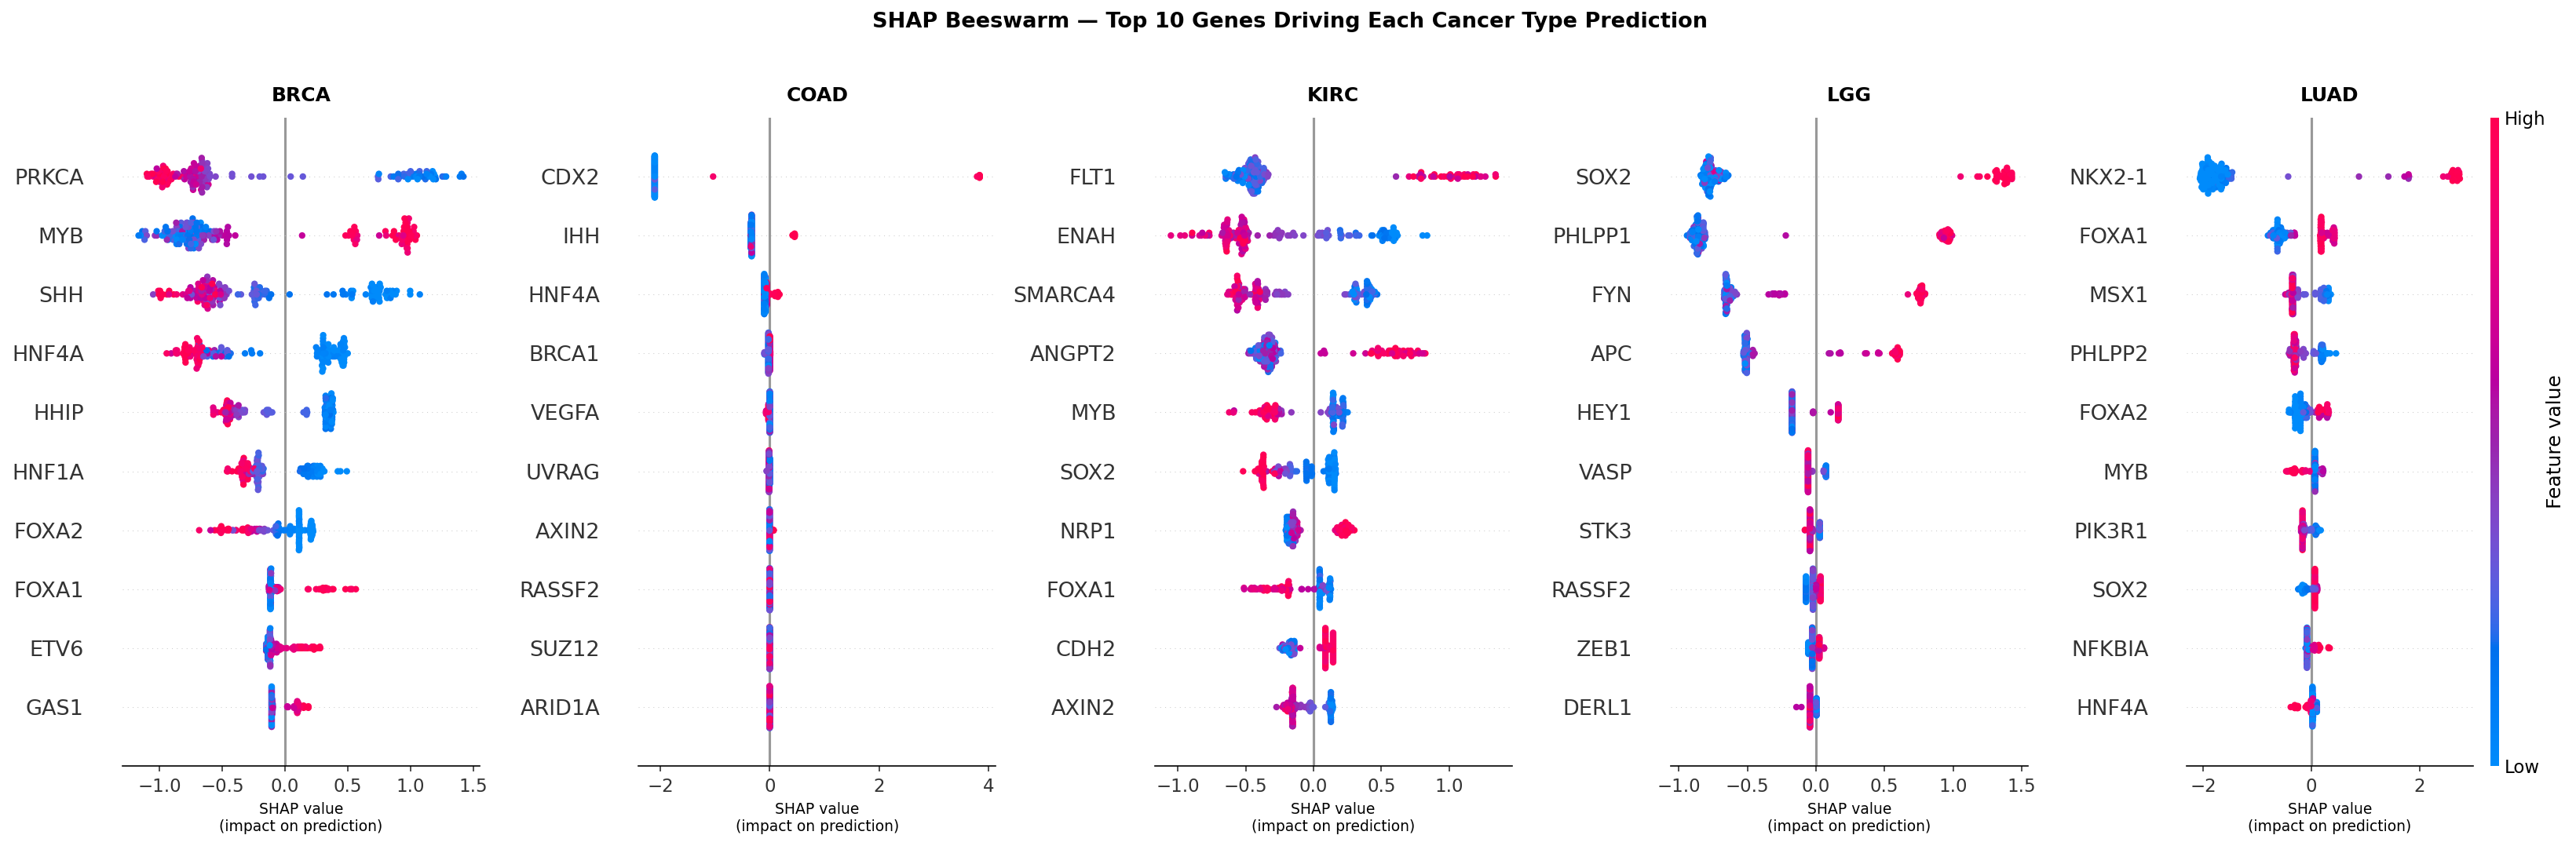 SHAP Beeswarm — Top 10 Genes Driving Each Cancer Type Prediction
BRCA
PRKCA
MYB
SHH
HNF4A
HHIP
HNF1A
FOXA2
FOXA1
ETV6
GAS1
−1.0 −0.5 0.0 0.5 1.0 1.5
SHAP value
(impact on prediction)
COAD
CDX2
IHH
HNF4A
BRCA1
VEGFA
UVRAG
AXIN2
RASSF2
SUZ12
ARID1A
−2 0 2 4
SHAP value
(impact on prediction)
KIRC
FLT1
ENAH
SMARCA4
ANGPT2
MYB
SOX2
NRP1
FOXA1
CDH2
AXIN2
−1.0 −0.5 0.0 0.5 1.0
SHAP value
(impact on prediction)
LGG
SOX2
PHLPP1
FYN
APC
HEY1
VASP
STK3
RASSF2
ZEB1
DERL1
−1.0 −0.5 0.0 0.5 1.0 1.5
SHAP value
(impact on prediction)
LUAD
NKX2-1
FOXA1
MSX1
PHLPP2
FOXA2
MYB
PIK3R1
SOX2
NFKBIA
HNF4A
−2 0 2
SHAP value
(impact on prediction)
High
Feature value
Low